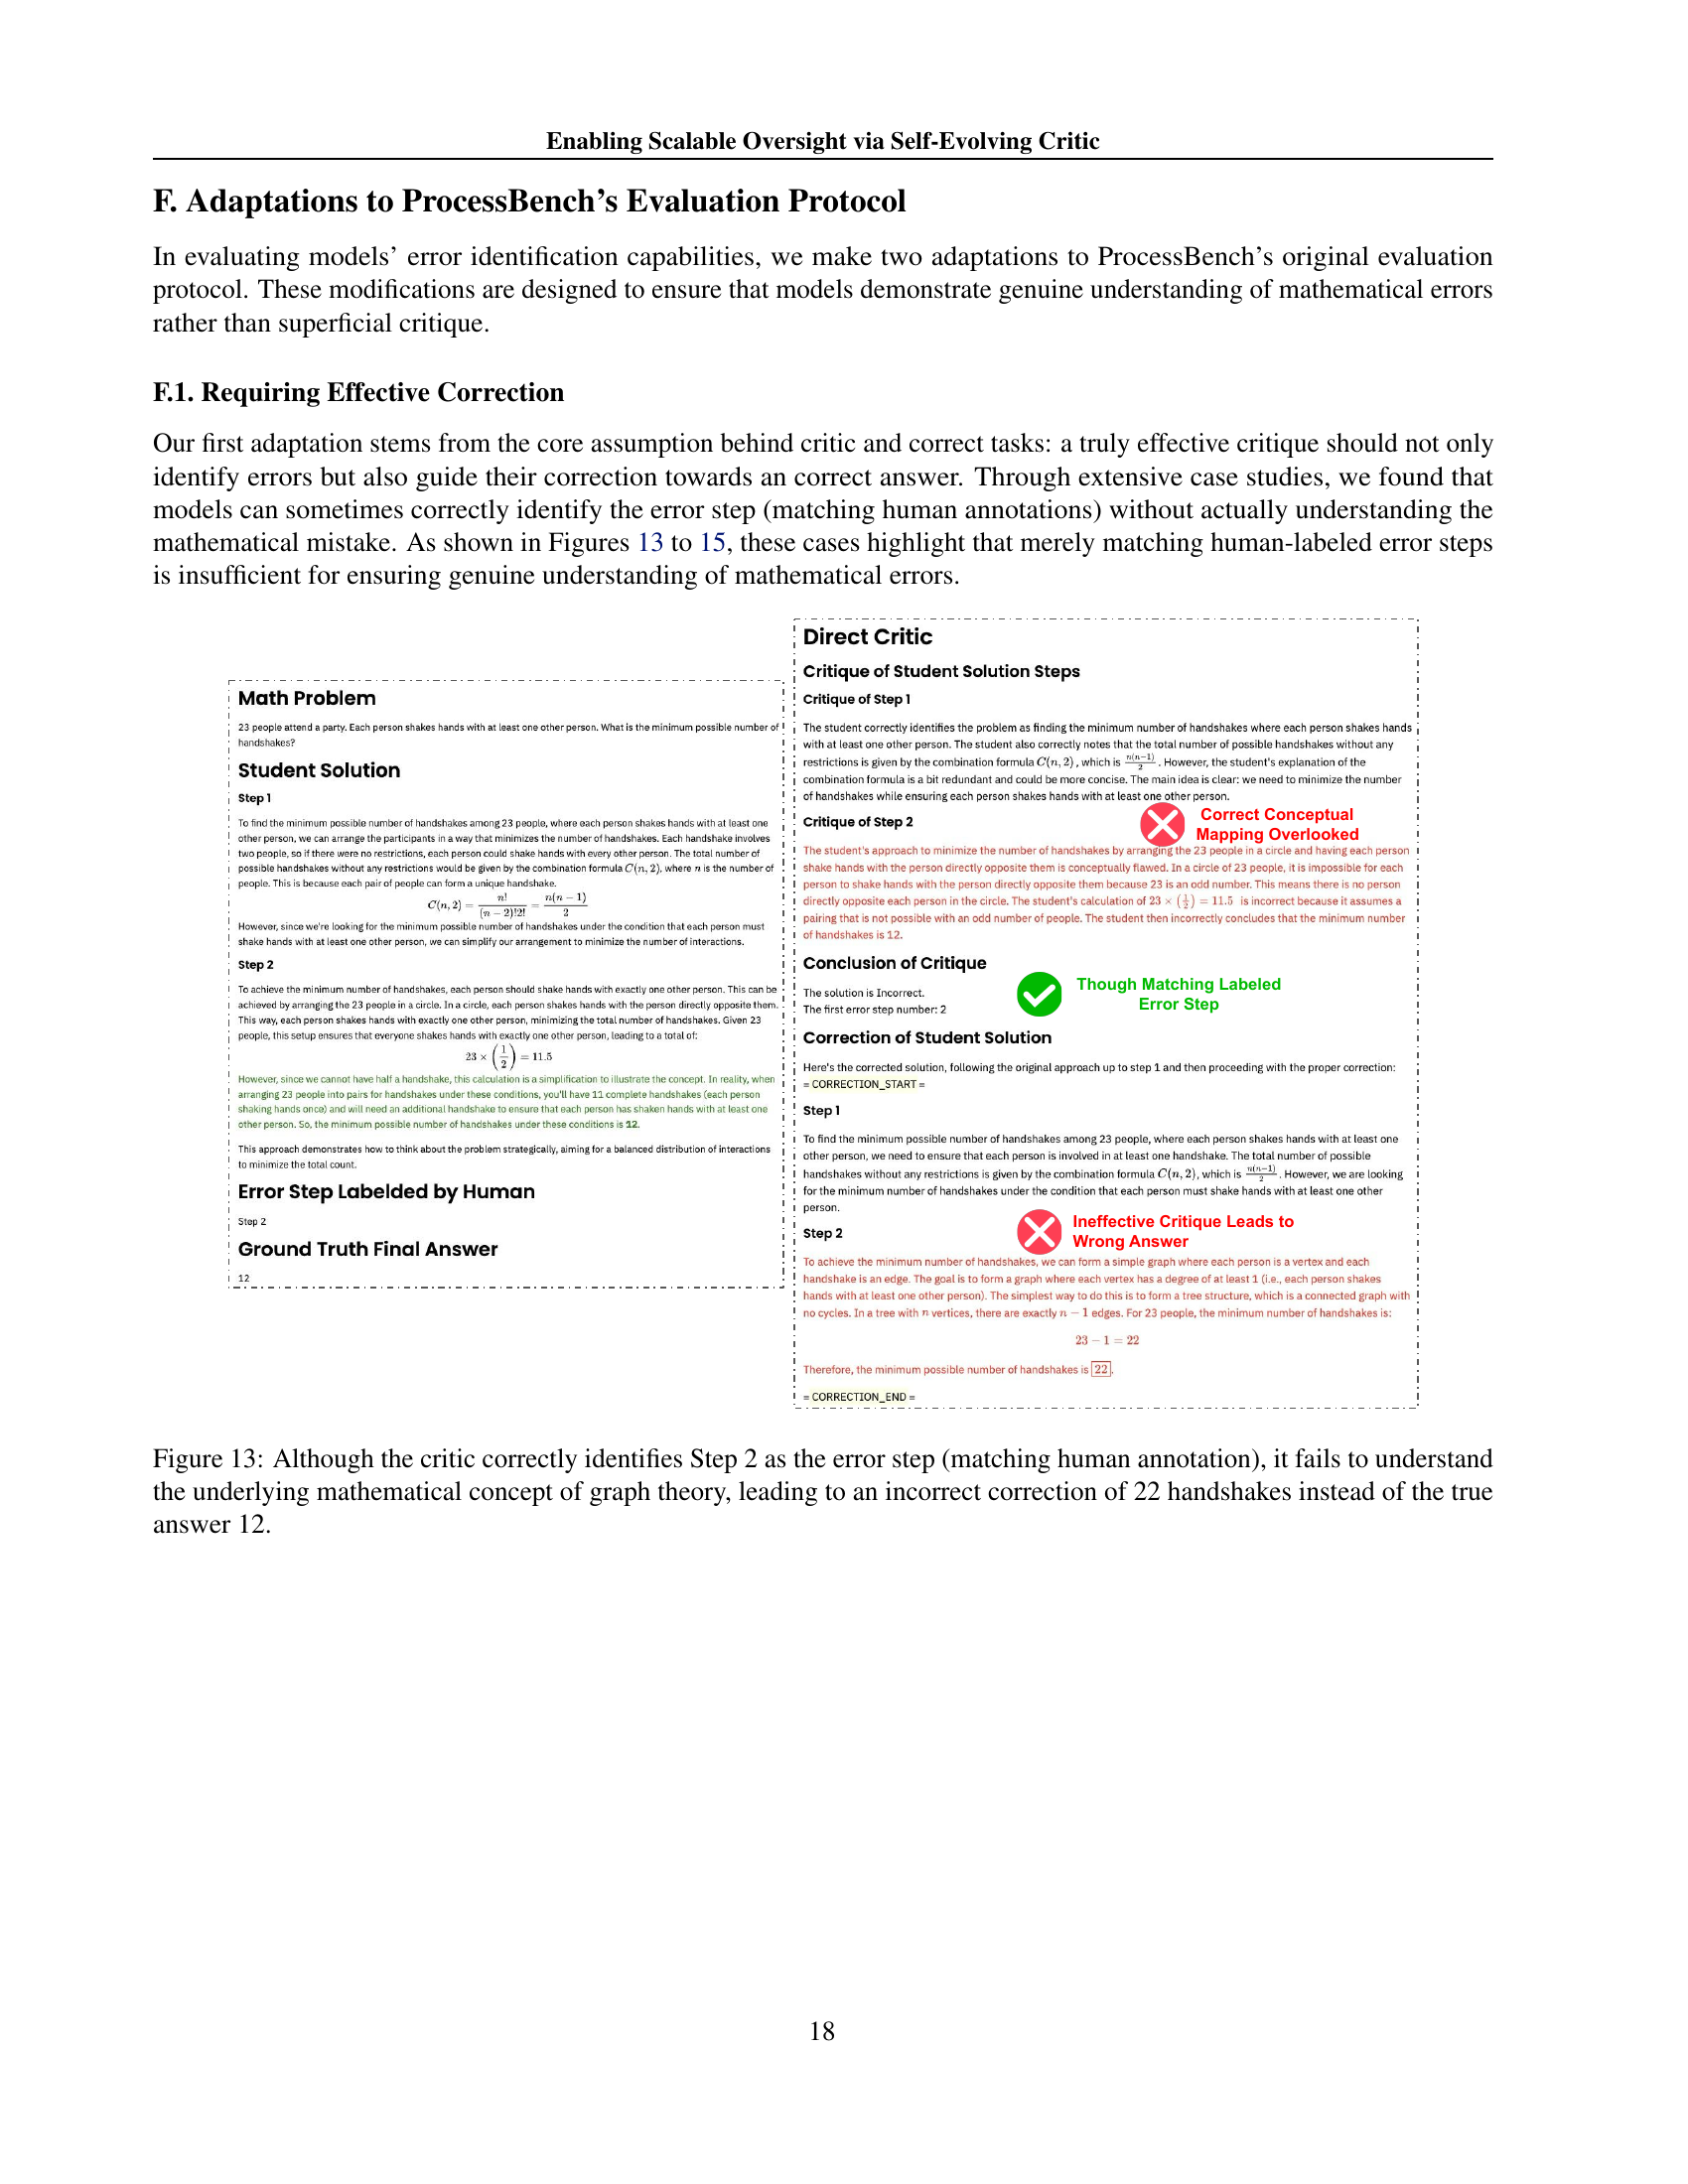 Enabling Scalable Oversight via Self-Evolving Critic
F. Adaptations to ProcessBench's Evaluation Protocol
In evaluating models' error identification capabilities, we make two adaptations to ProcessBench's original evaluation
protocol. These modifications are designed to ensure that models demonstrate genuine understanding of mathematical errors
rather than superficial critique.
F.1. Requiring Effective Correction
Our first adaptation stems from the core assumption behind critic and correct tasks: a truly effective critique should not only
identify errors but also guide their correction towards an correct answer. Through extensive case studies, we found that
models can sometimes correctly identify the error step (matching human annotations) without actually understanding the
mathematical mistake. As shown in Figures 13 to 15, these cases highlight that merely matching human-labeled error steps
is insufficient for ensuring genuine understanding of mathematical errors.
Math Problem
23 people attend a party. Each person shakes hands with at least one other person. What is the minimum possible number of
handshakes?
Student Solution
Step 1
To find the minimum possible number of handshakes among 23 people, where each person shakes hands with at least one
other person, we can arrange the participants in a way that minimizes the number of handshakes. Each handshake involves
two people, so if there were no restrictions, each person could shake hands with every other person. The total number of
possible handshakes without any restrictions would be given by the combination formula C(n, 2), where n is the number of
people. This is because each pair of people can form a unique handshake.
C(n, 2) = n! / (n − 2)!2! = n(n − 1) / 2
However, since we're looking for the minimum possible number of handshakes under the condition that each person must
shake hands with at least one other person, we can simplify our arrangement to minimize the number of interactions.
Step 2
To achieve the minimum number of handshakes, each person should shake hands with exactly one other person. This can be
achieved by arranging the 23 people in a circle. In a circle, each person shakes hands with the person directly opposite them.
This way, each person shakes hands with exactly one other person, minimizing the total number of handshakes. Given 23
people, this setup ensures that everyone shakes hands with exactly one other person, leading to a total of:
23 × (1/2) = 11.5
However, since we cannot have half a handshake, this calculation is a simplification to illustrate the concept. In reality, when
arranging 23 people into pairs for handshakes under these conditions, you'll have 11 complete handshakes (each person
shaking hands once) and will need an additional handshake to ensure that each person has shaken hands with at least one
other person. So, the minimum possible number of handshakes under these conditions is 12.
This approach demonstrates how to think about the problem strategically, aiming for a balanced distribution of interactions
to minimize the total count.
Error Step Labelded by Human
Step 2
Ground Truth Final Answer
12
Direct Critic
Critique of Student Solution Steps
Critique of Step 1
The student correctly identifies the problem as finding the minimum number of handshakes where each person shakes hands
with at least one other person. The student also correctly notes that the total number of possible handshakes without any
restrictions is given by the combination formula C(n, 2), which is n(n−1)/2. However, the student's explanation of the
combination formula is a bit redundant and could be more concise. The main idea is clear: we need to minimize the number
of handshakes while ensuring each person shakes hands with at least one other person.
Correct Conceptual
Mapping Overlooked
Critique of Step 2
The student's approach to minimize the number of handshakes by arranging the 23 people in a circle and having each person
shake hands with the person directly opposite them is conceptually flawed. In a circle of 23 people, it is impossible for each
person to shake hands with the person directly opposite them because 23 is an odd number. This means there is no person
directly opposite each person in the circle. The student's calculation of 23 × (1/2) = 11.5 is incorrect because it assumes a
pairing that is not possible with an odd number of people. The student then incorrectly concludes that the minimum number
of handshakes is 12.
Conclusion of Critique
The solution is Incorrect.
The first error step number: 2
Though Matching Labeled
Error Step
Correction of Student Solution
Here's the corrected solution, following the original approach up to step 1 and then proceeding with the proper correction:
= CORRECTION_START =
Step 1
To find the minimum possible number of handshakes among 23 people, where each person shakes hands with at least one
other person, we need to ensure that each person is involved in at least one handshake. The total number of possible
handshakes without any restrictions is given by the combination formula C(n, 2), which is n(n−1)/2. However, we are looking
for the minimum number of handshakes under the condition that each person must shake hands with at least one other
person.
Ineffective Critique Leads to
Wrong Answer
Step 2
To achieve the minimum number of handshakes, we can form a simple graph where each person is a vertex and each
handshake is an edge. The goal is to form a graph where each vertex has a degree of at least 1 (i.e., each person shakes
hands with at least one other person). The simplest way to do this is to form a tree structure, which is a connected graph with
no cycles. In a tree with n vertices, there are exactly n − 1 edges. For 23 people, the minimum number of handshakes is:
23 − 1 = 22
Therefore, the minimum possible number of handshakes is 22.
= CORRECTION_END =
Figure 13: Although the critic correctly identifies Step 2 as the error step (matching human annotation), it fails to understand
the underlying mathematical concept of graph theory, leading to an incorrect correction of 22 handshakes instead of the true
answer 12.
18